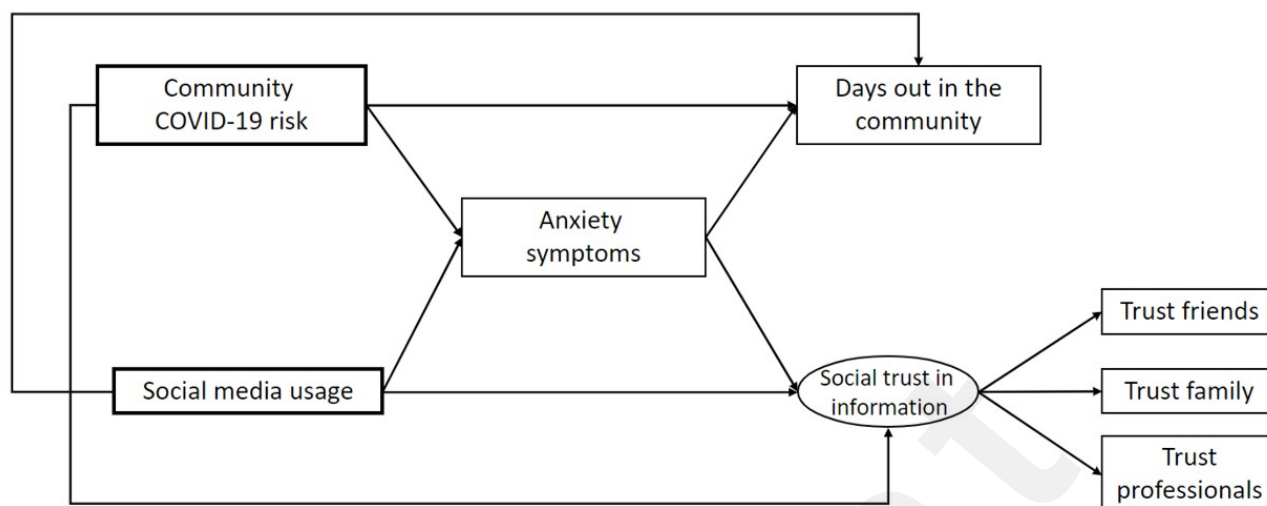 Community
COVID-19 risk
Days out in the
community
Anxiety
symptoms
Social media usage
Social trust in
information
Trust friends
Trust family
Trust
professionals